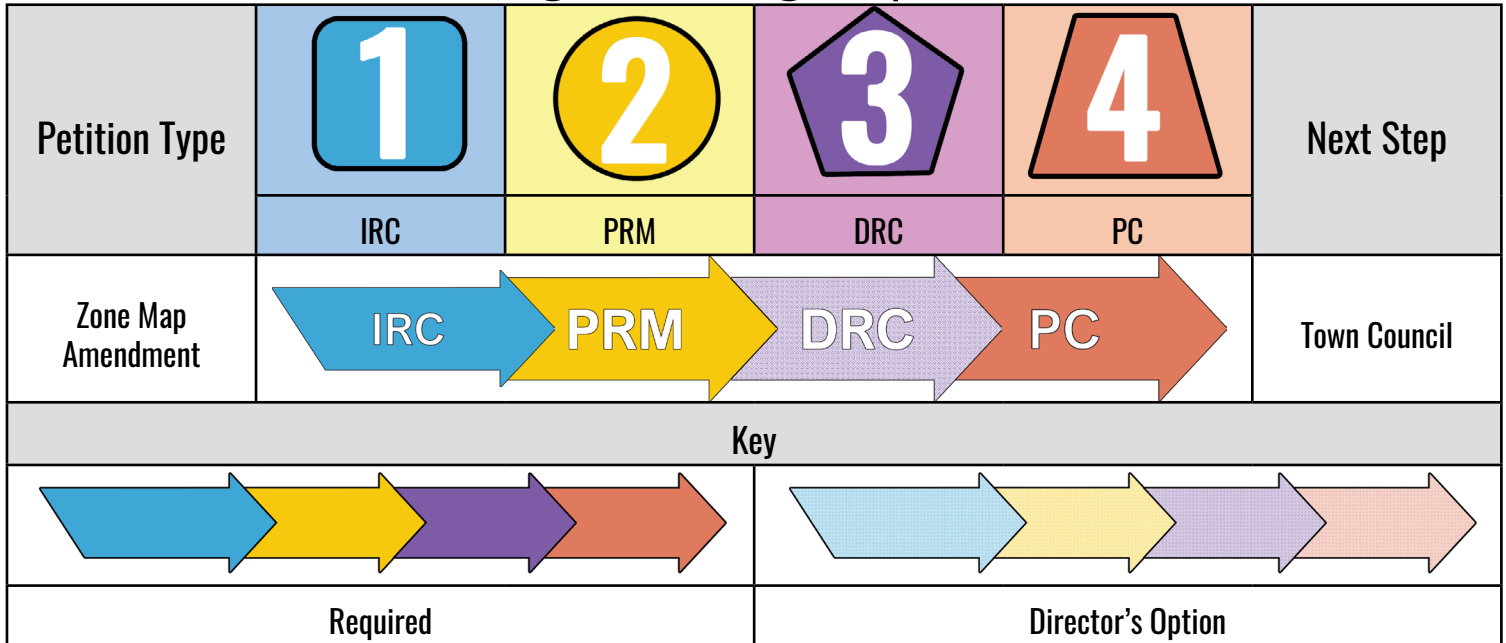 Petition Type
1
2
3
4
Next Step
IRC
PRM
DRC
PC
Zone Map
Amendment
IRC
PRM
DRC
PC
Town Council
Key
Required
Director's Option